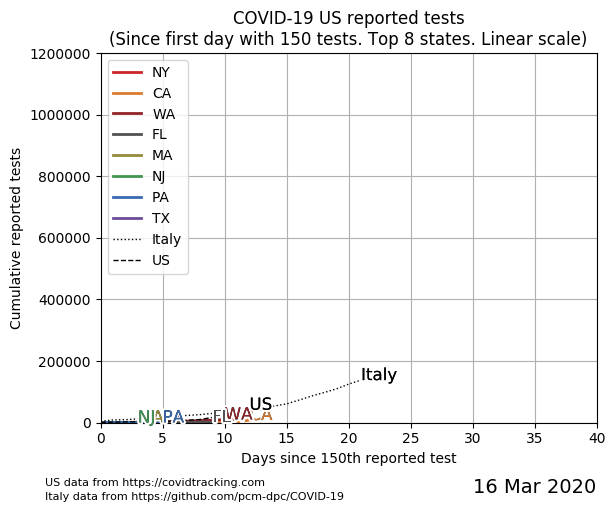 COVID-19 US reported tests
(Since first day with 150 tests. Top 8 states. Linear scale)
1200000
1000000
800000
600000
400000
200000
0
Cumulative reported tests
NY
CA
WA
FL
MA
NJ
PA
TX
Italy
US
Italy
US
NJ
PA
WA
0 5 10 15 20 25 30 35 40
Days since 150th reported test
US data from https://covidtracking.com
Italy data from https://github.com/pcm-dpc/COVID-19
16 Mar 2020